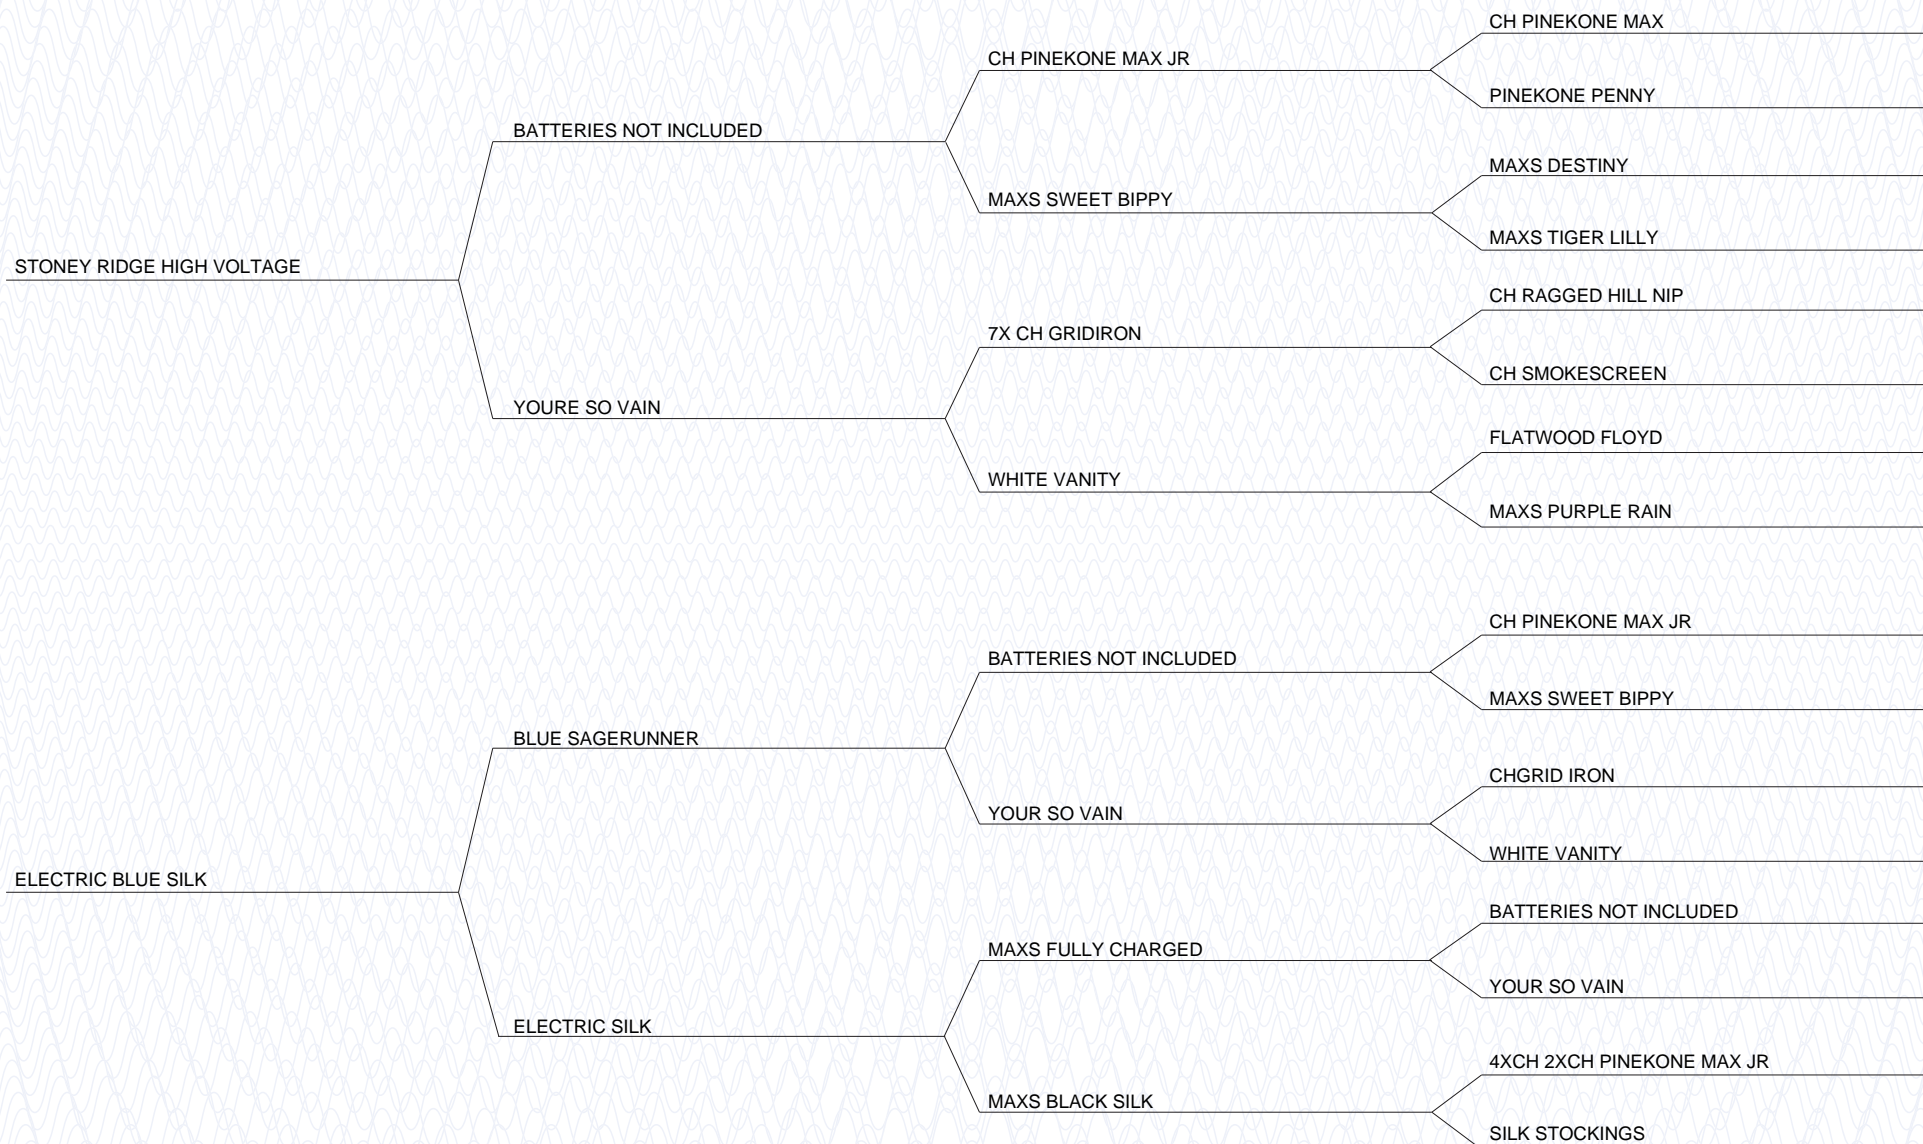 CH PINEKONE MAX
CH PINEKONE MAX JR
PINEKONE PENNY
BATTERIES NOT INCLUDED
MAXS DESTINY
MAXS SWEET BIPPY
MAXS TIGER LILLY
STONEY RIDGE HIGH VOLTAGE
CH RAGGED HILL NIP
7X CH GRIDIRON
CH SMOKESCREEN
YOURE SO VAIN
FLATWOOD FLOYD
WHITE VANITY
MAXS PURPLE RAIN
CH PINEKONE MAX JR
BATTERIES NOT INCLUDED
MAXS SWEET BIPPY
BLUE SAGERUNNER
CHGRID IRON
YOUR SO VAIN
WHITE VANITY
ELECTRIC BLUE SILK
BATTERIES NOT INCLUDED
MAXS FULLY CHARGED
YOUR SO VAIN
ELECTRIC SILK
4XCH 2XCH PINEKONE MAX JR
MAXS BLACK SILK
SILK STOCKINGS